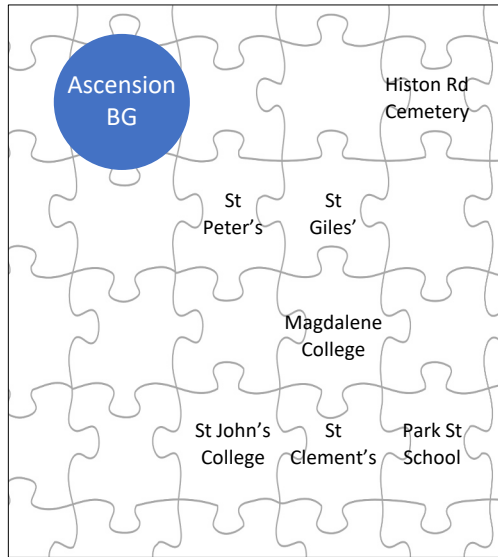 Ascension
BG
Histon Rd
Cemetery
St
Peter's
St
Giles'
Magdalene
College
St John's
College
St
Clement's
Park St
School